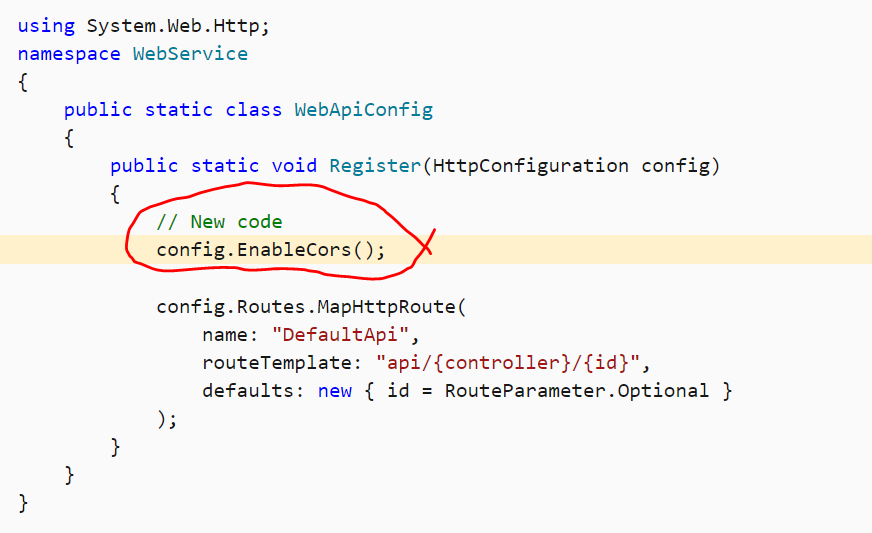 using System.Web.Http;
namespace WebService
{
    public static class WebApiConfig
    {
        public static void Register(HttpConfiguration config)
        {
            // New code
            config.EnableCors();
            config.Routes.MapHttpRoute(
                name: "DefaultApi",
                routeTemplate: "api/{controller}/{id}",
                defaults: new { id = RouteParameter.Optional }
            );
        }
    }
}